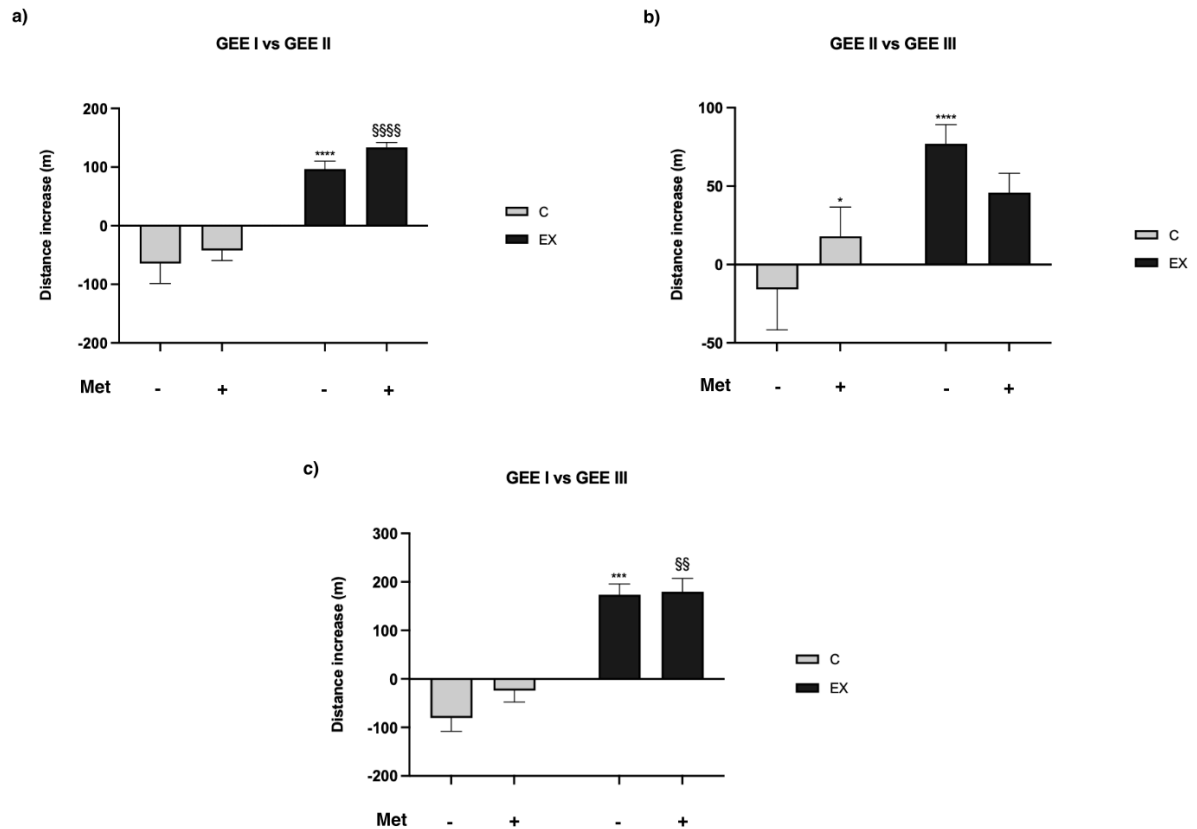 a)
GEE I vs GEE II
200
100
0
-100
-200
Distance increase (m)
****
§§§§
C
EX
Met - + - +
b)
GEE II vs GEE III
100
50
0
-50
Distance increase (m)
*
****
C
EX
Met - + - +
c)
GEE I vs GEE III
300
200
100
0
-100
-200
Distance increase (m)
***
§§
C
EX
Met - + - +